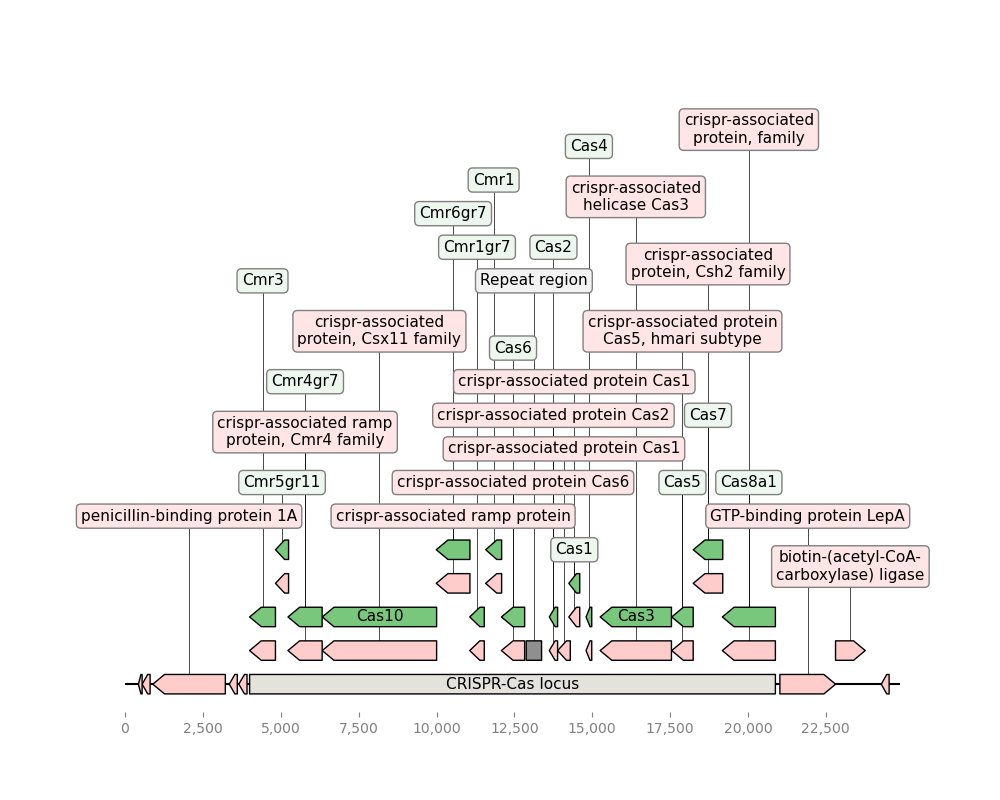 crispr-associated
protein, family
Cas4
Cmr1
crispr-associated
helicase Cas3
Cmr6gr7
Cmr1gr7
Cas2
crispr-associated
protein, Csh2 family
Cmr3
Repeat region
crispr-associated
protein, Csx11 family
crispr-associated protein
Cas5, hmari subtype
Cas6
Cmr4gr7
crispr-associated protein Cas1
crispr-associated protein Cas2
Cas7
crispr-associated ramp
protein, Cmr4 family
crispr-associated protein Cas1
Cmr5gr11
crispr-associated protein Cas6
Cas5
Cas8a1
penicillin-binding protein 1A
crispr-associated ramp protein
GTP-binding protein LepA
Cas1
biotin-(acetyl-CoA-
carboxylase) ligase
Cas10
Cas3
CRISPR-Cas locus
0
2,500
5,000
7,500
10,000
12,500
15,000
17,500
20,000
22,500